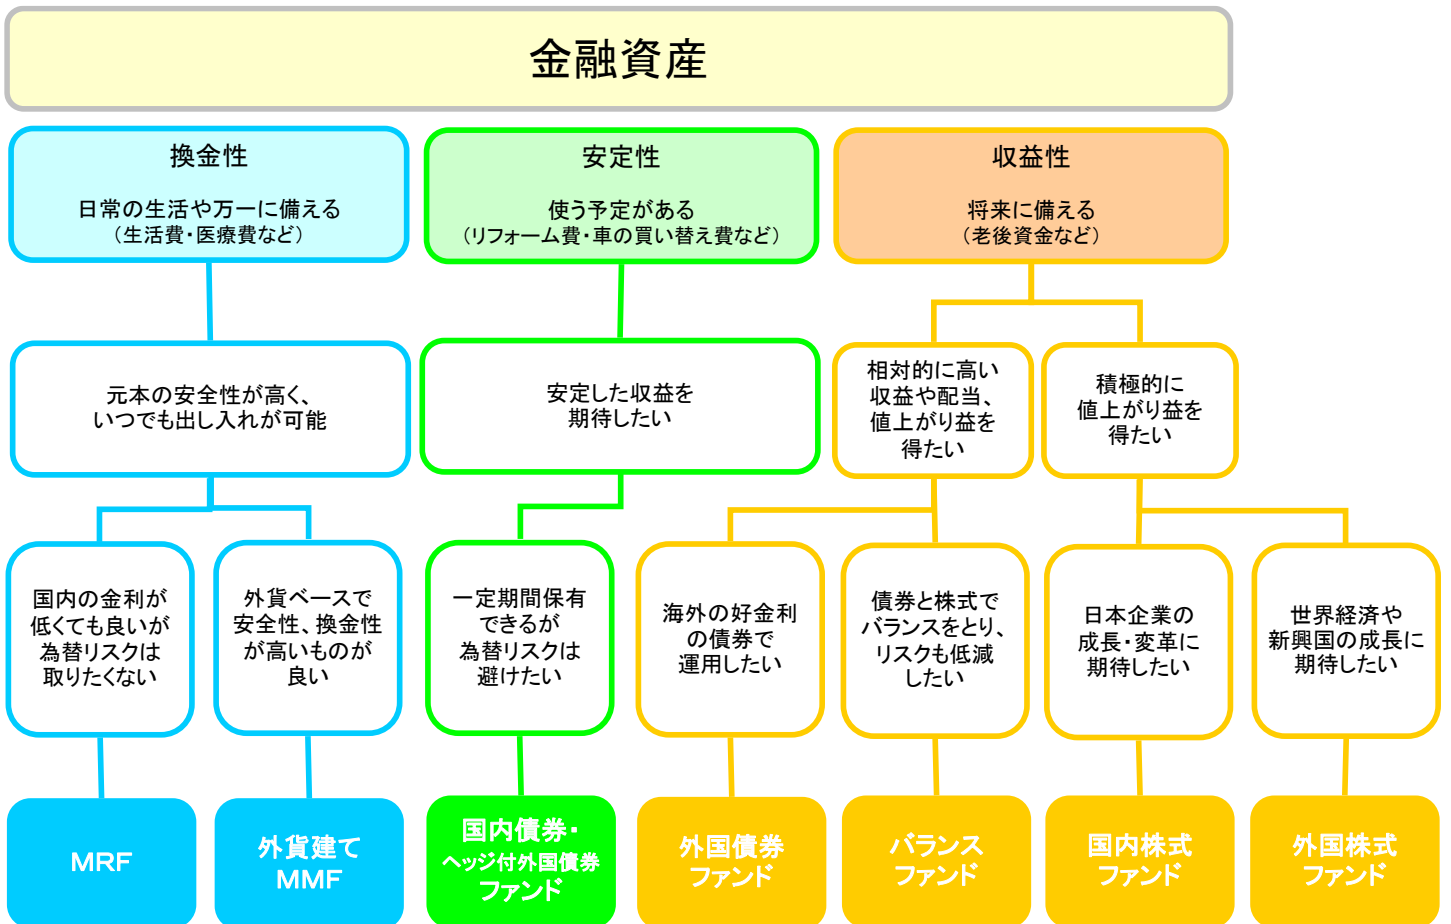 金融資産
換金性
日常の生活や万一に備える
（生活費・医療費など）
安定性
使う予定がある
（リフォーム費・車の買い替え費など）
収益性
将来に備える
（老後資金など）
元本の安全性が高く、
いつでも出し入れが可能
安定した収益を
期待したい
相対的に高い
収益や配当、
値上がり益を
得たい
積極的に
値上がり益を
得たい
国内の金利が
低くても良いが
為替リスクは
取りたくない
外貨ベースで
安全性、換金性
が高いものが
良い
一定期間保有
できるが
為替リスクは
避けたい
海外の好金利
の債券で
運用したい
債券と株式で
バランスをとり、
リスクも低減
したい
日本企業の
成長・変革に
期待したい
世界経済や
新興国の成長に
期待したい
MRF
外貨建て
MMF
国内債券・
ヘッジ付外国債券
ファンド
外国債券
ファンド
バランス
ファンド
国内株式
ファンド
外国株式
ファンド